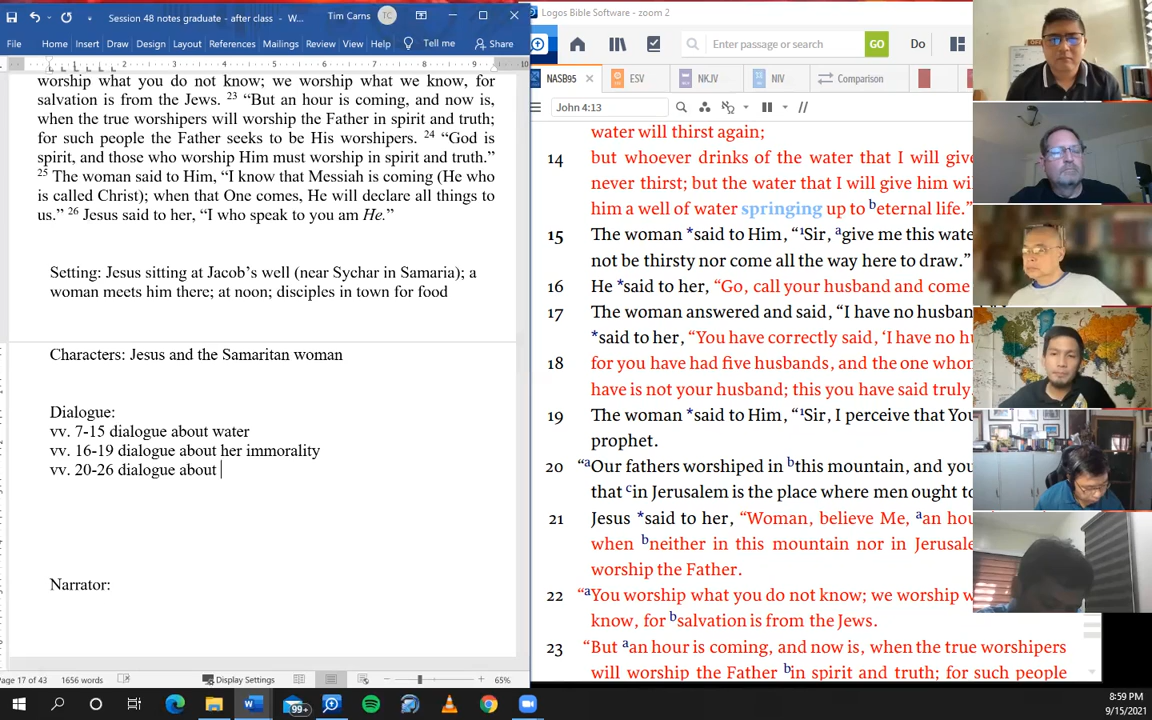 Session 48 notes graduate - after class - W...
Tim Carns
TC
File Home Insert Draw Design Layout References Mailings Review View Help Tell me Share
worship what you do not know; we worship what we know, for
salvation is from the Jews. 23 “But an hour is coming, and now is,
when the true worshipers will worship the Father in spirit and truth;
for such people the Father seeks to be His worshipers. 24 “God is
spirit, and those who worship Him must worship in spirit and truth.”
25 The woman said to Him, “I know that Messiah is coming (He who
is called Christ); when that One comes, He will declare all things to
us.” 26 Jesus said to her, “I who speak to you am He.”
Setting: Jesus sitting at Jacob’s well (near Sychar in Samaria); a
woman meets him there; at noon; disciples in town for food
Characters: Jesus and the Samaritan woman
Dialogue:
vv. 7-15 dialogue about water
vv. 16-19 dialogue about her immorality
vv. 20-26 dialogue about
Narrator:
Page 17 of 43 1656 words Display Settings 65%
Logos Bible Software - zoom 2
Enter passage or search GO Do
NASB95 ESV NKJV NIV Comparison
John 4:13
water will thirst again;
14 but whoever drinks of the water that I will give
never thirst; but the water that I will give him wi
him a well of water springing up to b eternal life.”
15 The woman *said to Him, “1Sir, a give me this wate
not be thirsty nor come all the way here to draw.”
16 He *said to her, “Go, call your husband and come
17 The woman answered and said, “I have no husban
*said to her, “You have correctly said, ‘I have no hu
18 for you have had five husbands, and the one whom
have is not your husband; this you have said truly.
19 The woman *said to Him, “1Sir, I perceive that You
prophet.
20 “a Our fathers worshiped in b this mountain, and you
that c in Jerusalem is the place where men ought to
21 Jesus *said to her, “Woman, believe Me, a an hou
when b neither in this mountain nor in Jerusale
worship the Father.
22 “a You worship what you do not know; we worship w
know, for b salvation is from the Jews.
23 “But a an hour is coming, and now is, when the true worshipers
will worship the Father b in spirit and truth; for such people
99+
8:59 PM
9/15/2021